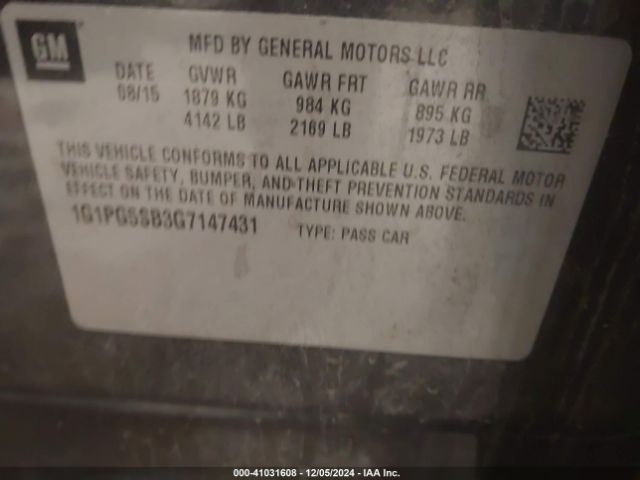 GM
MFD BY GENERAL MOTORS LLC
DATE GVWR GAWR FRT GAWR RR
08/15 1879 KG 984 KG 895 KG
4142 LB 2169 LB 1973 LB
THIS VEHICLE CONFORMS TO ALL APPLICABLE U.S. FEDERAL MOTOR
VEHICLE SAFETY, BUMPER, AND THEFT PREVENTION STANDARDS IN
EFFECT ON THE DATE OF MANUFACTURE SHOWN ABOVE.
1G1PG5SB3G7147431 TYPE: PASS CAR
000-41031608 - 12/05/2024 - IAA Inc.